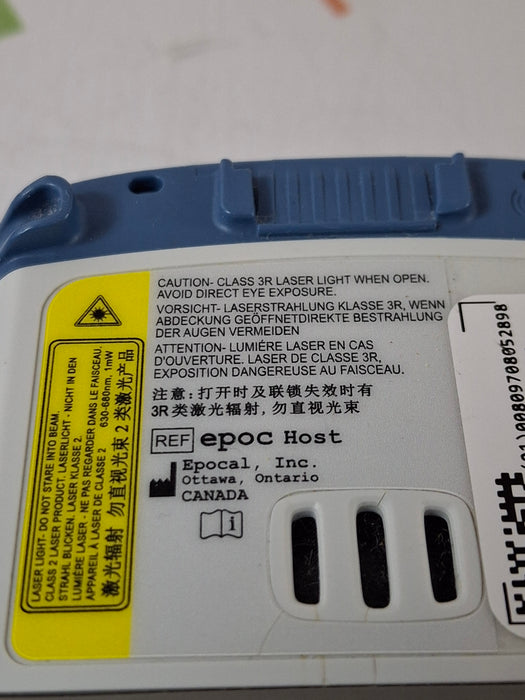 CAUTION- CLASS 3R LASER LIGHT WHEN OPEN.
AVOID DIRECT EYE EXPOSURE.
VORSICHT- LASERSTRAHLUNG KLASSE 3R, WENN
ABDECKUNG GEÖFFNETDIREKTE BESTRAHLUNG
DER AUGEN VERMEIDEN
ATTENTION- LUMIÉRE LASER EN CAS
D'OUVERTURE. LASER DE CLASSE 3R,
EXPOSITION DANGEREUSE AU FAISCEAU.
注意:打开时及联锁失效时有
3R类激光辐射,勿直视光束
REF epoc Host
Epocal, Inc.
Ottawa, Ontario
CANADA
LASER LIGHT- DO NOT STARE INTO BEAM.
CLASS 2 LASER PRODUCT. LASERLICHT - NICHT IN DEN
STRAHL BLICKEN. LASER KLASSE 2.
LUMIÈRE LASER - NE PAS REGARDER DANS LE FAISCEAU.
APPAREIL À LASER DE CLASSE 2 630-680nm, 1mW
激光辐射 勿直视光束 2类激光产品
01)00809708052898